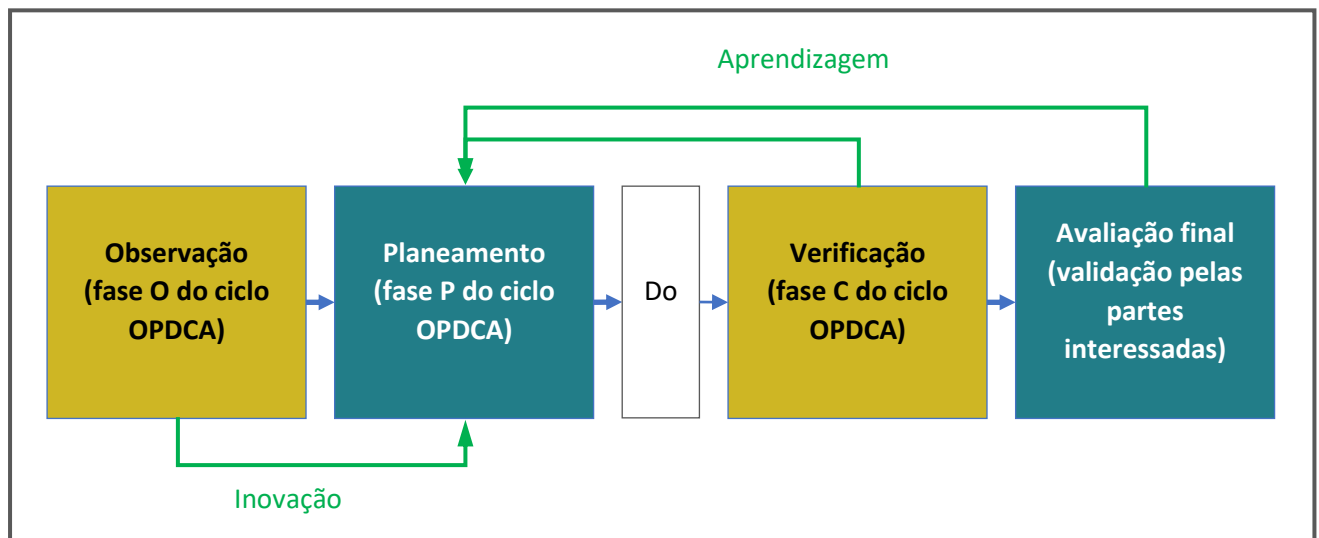 Aprendizagem
Observação
(fase O do ciclo
OPDCA)
Planeamento
(fase P do ciclo
OPDCA)
Do
Verificação
(fase C do ciclo
OPDCA)
Avaliação final
(validação pelas
partes
interessadas)
Inovação